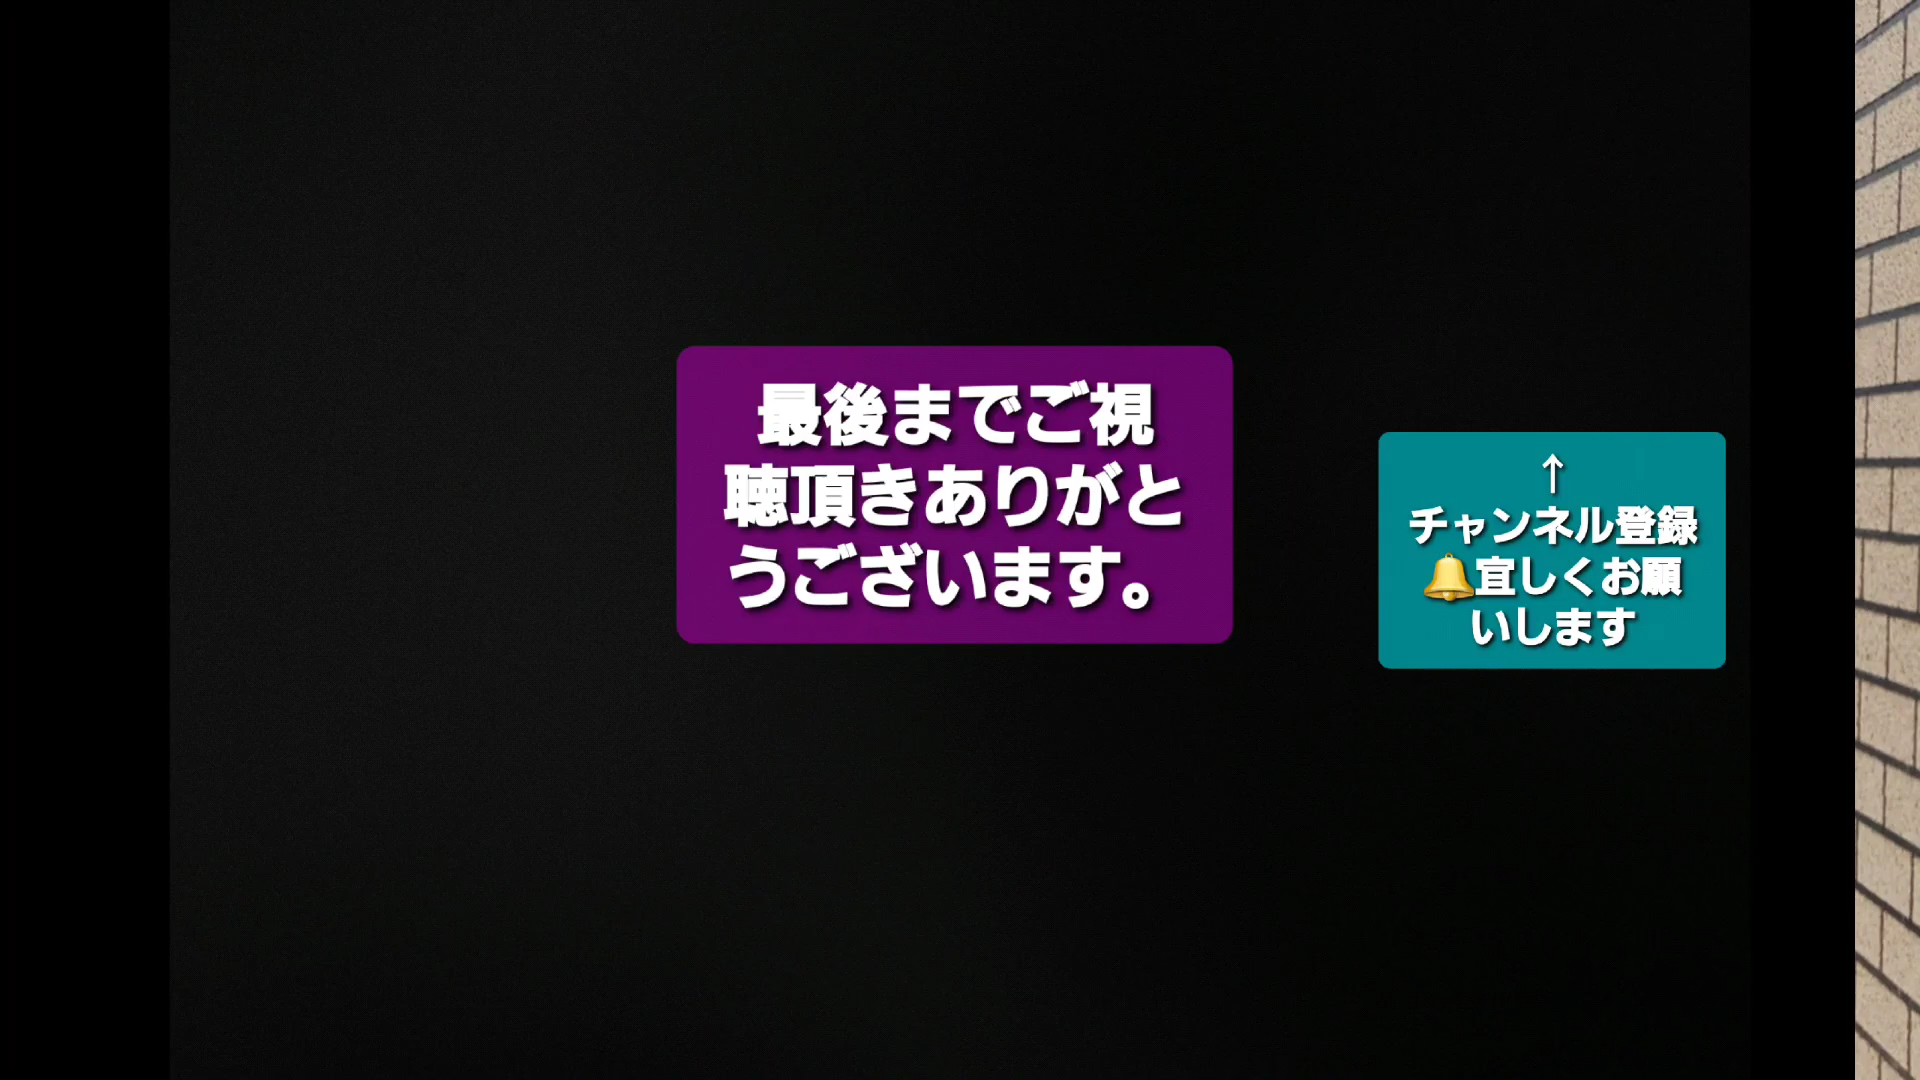 最後までご視
聴頂きありがと
うございます。
↑
チャンネル登録
🔔宜しくお願
いします